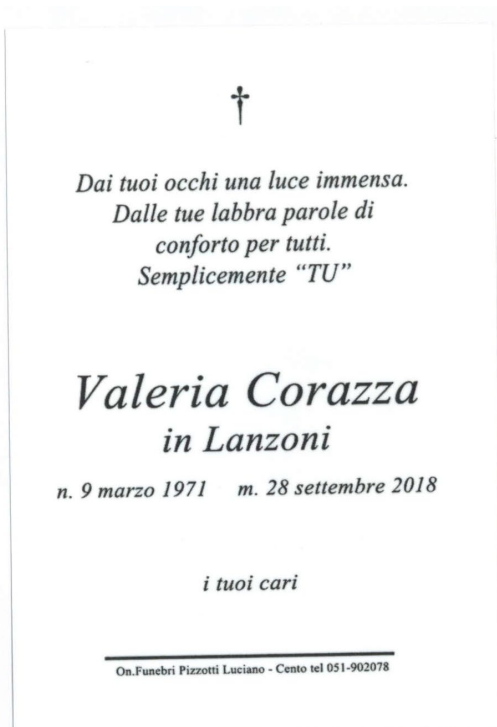 †
Dai tuoi occhi una luce immensa.
Dalle tue labbra parole di
conforto per tutti.
Semplicemente “TU”
Valeria Corazza
in Lanzoni
n. 9 marzo 1971 m. 28 settembre 2018
i tuoi cari
On.Funebri Pizzotti Luciano - Cento tel 051-902078